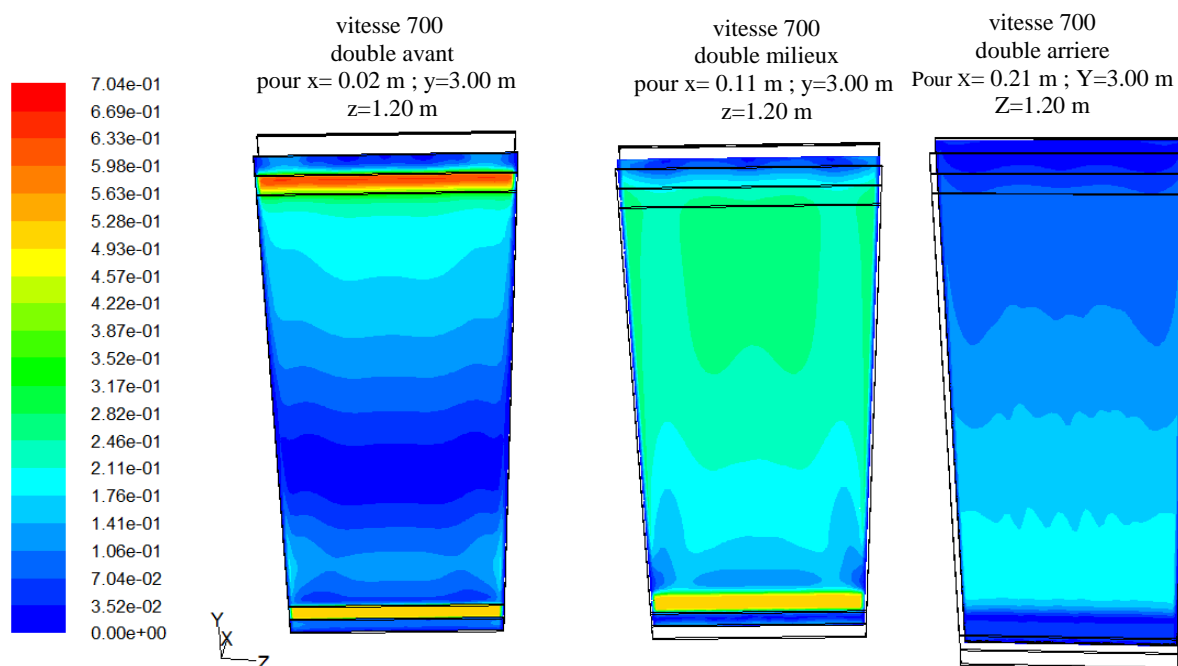 vitesse 700
double avant
pour x= 0.02 m ; y=3.00 m
z=1.20 m
vitesse 700
double milieux
pour x= 0.11 m ; y=3.00 m
z=1.20 m
vitesse 700
double arriere
Pour X= 0.21 m ; Y=3.00 m
Z=1.20 m
7.04e-01
6.69e-01
6.33e-01
5.98e-01
5.63e-01
5.28e-01
4.93e-01
4.57e-01
4.22e-01
3.87e-01
3.52e-01
3.17e-01
2.82e-01
2.46e-01
2.11e-01
1.76e-01
1.41e-01
1.06e-01
7.04e-02
3.52e-02
0.00e+00
Y
X
Z